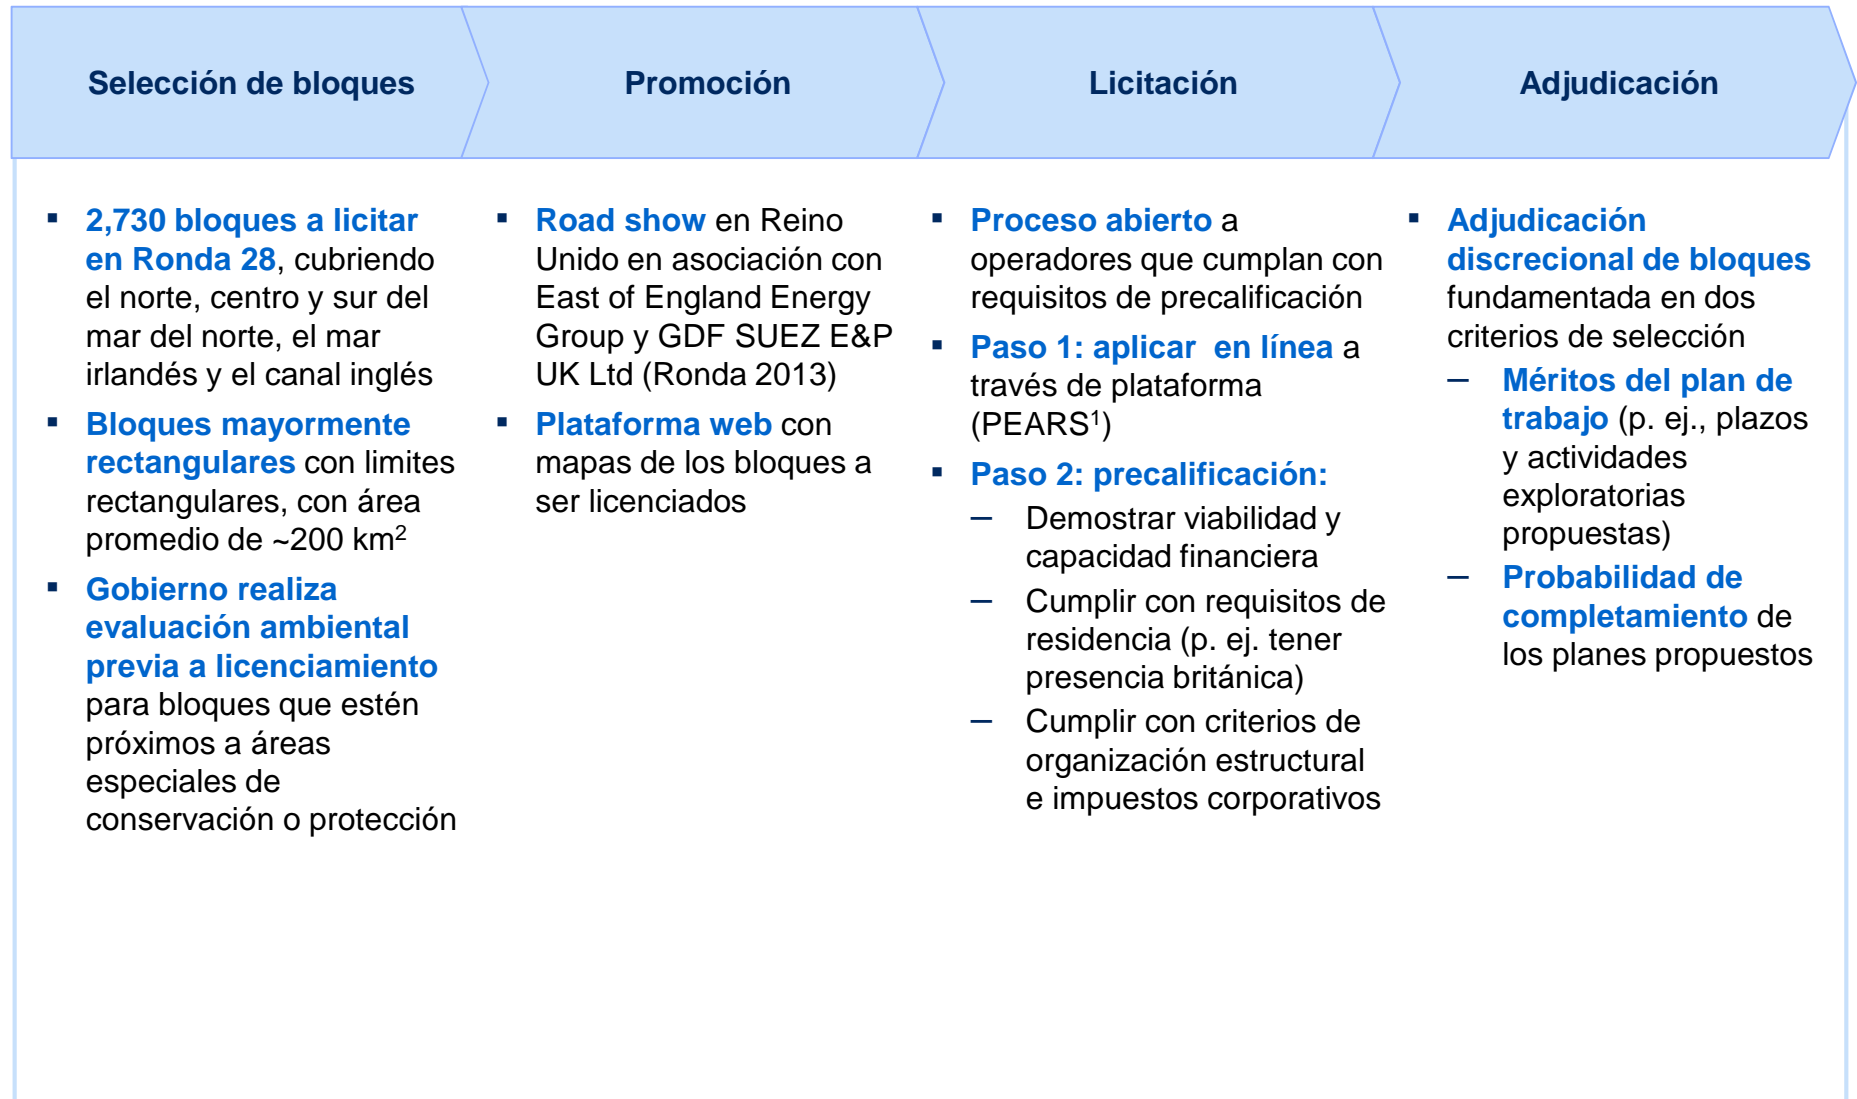 Selección de bloques
Promoción
Licitación
Adjudicación
▪ 2,730 bloques a licitar
en Ronda 28, cubriendo
el norte, centro y sur del
mar del norte, el mar
irlandés y el canal inglés
▪ Bloques mayormente
rectangulares con limites
rectangulares, con área
promedio de ~200 km²
▪ Gobierno realiza
evaluación ambiental
previa a licenciamiento
para bloques que estén
próximos a áreas
especiales de
conservación o protección
▪ Road show en Reino
Unido en asociación con
East of England Energy
Group y GDF SUEZ E&P
UK Ltd (Ronda 2013)
▪ Plataforma web con
mapas de los bloques a
ser licenciados
▪ Proceso abierto a
operadores que cumplan con
requisitos de precalificación
▪ Paso 1: aplicar  en línea a
través de plataforma
(PEARS¹)
▪ Paso 2: precalificación:
– Demostrar viabilidad y
capacidad financiera
– Cumplir con requisitos de
residencia (p. ej. tener
presencia británica)
– Cumplir con criterios de
organización estructural
e impuestos corporativos
▪ Adjudicación
discrecional de bloques
fundamentada en dos
criterios de selección
– Méritos del plan de
trabajo (p. ej., plazos
y actividades
exploratorias
propuestas)
– Probabilidad de
completamiento de
los planes propuestos